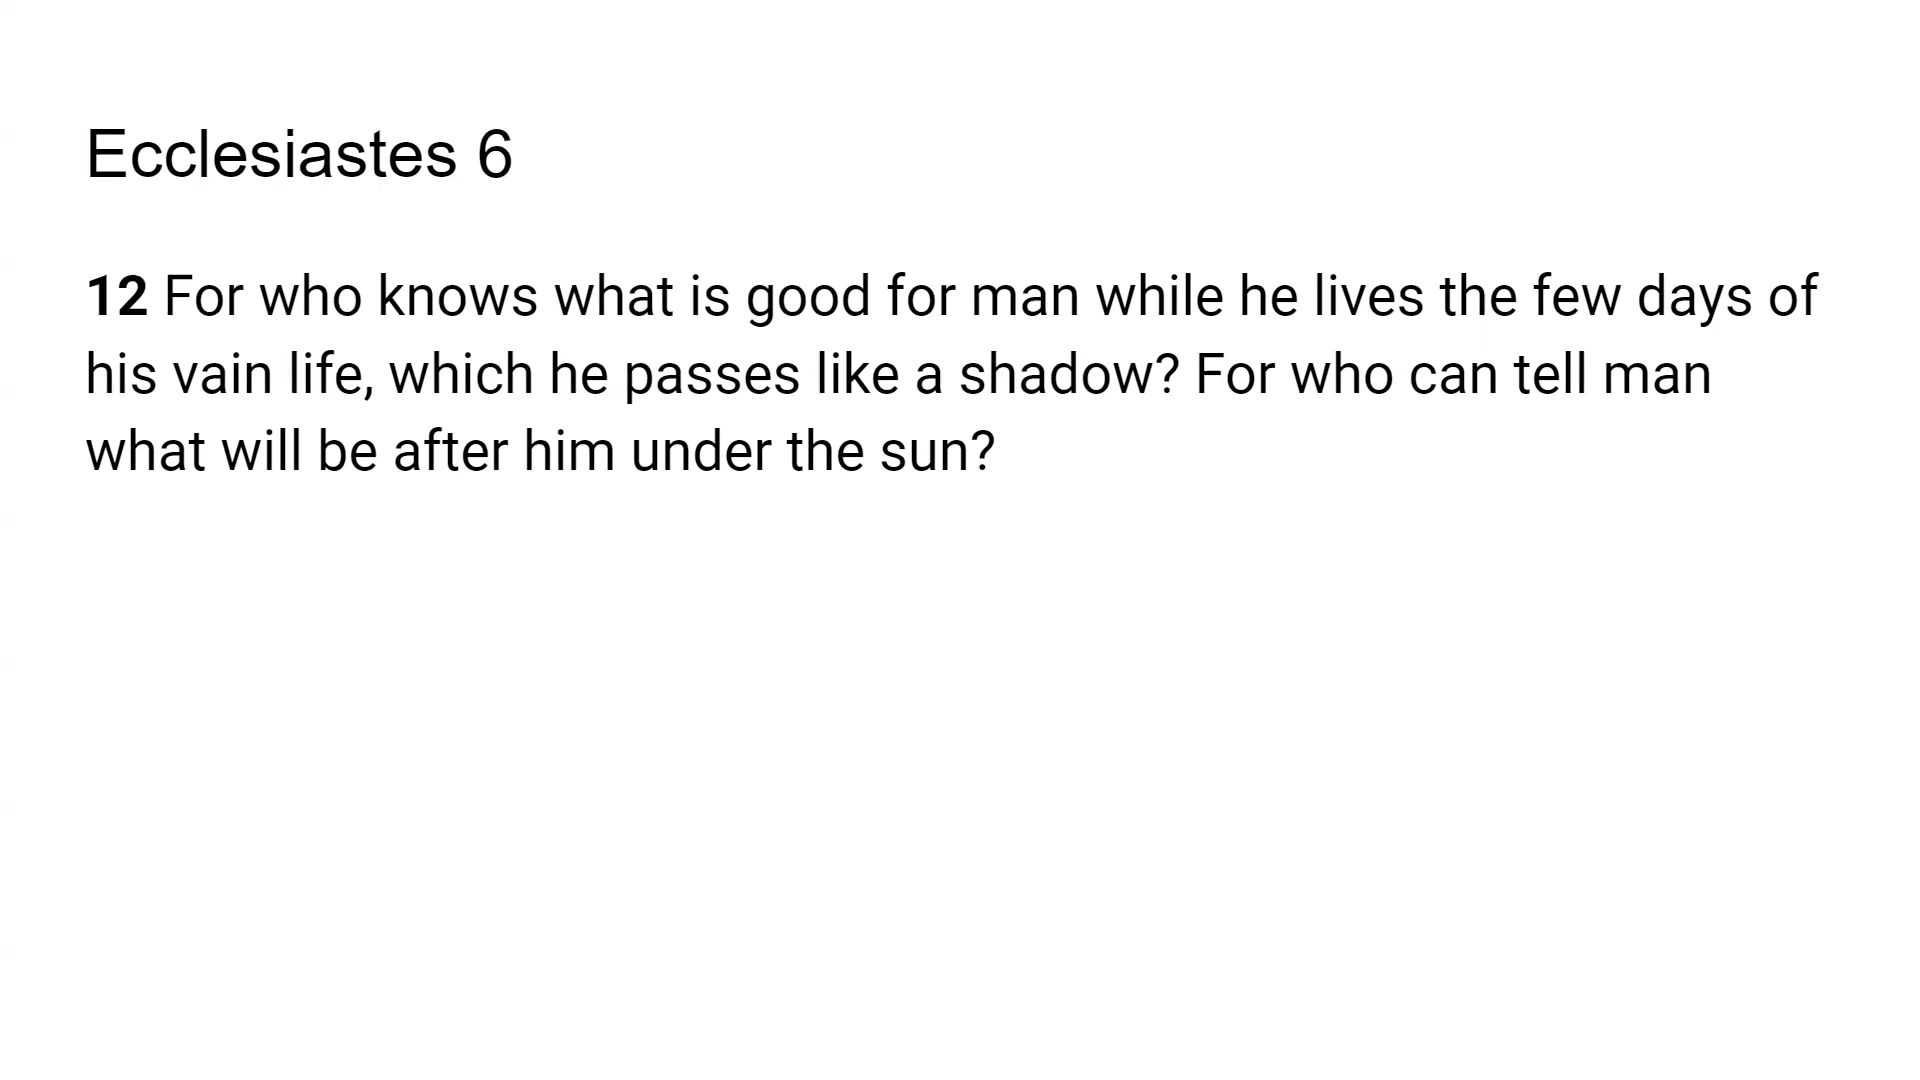 Ecclesiastes 6
12 For who knows what is good for man while he lives the few days of
his vain life, which he passes like a shadow? For who can tell man
what will be after him under the sun?